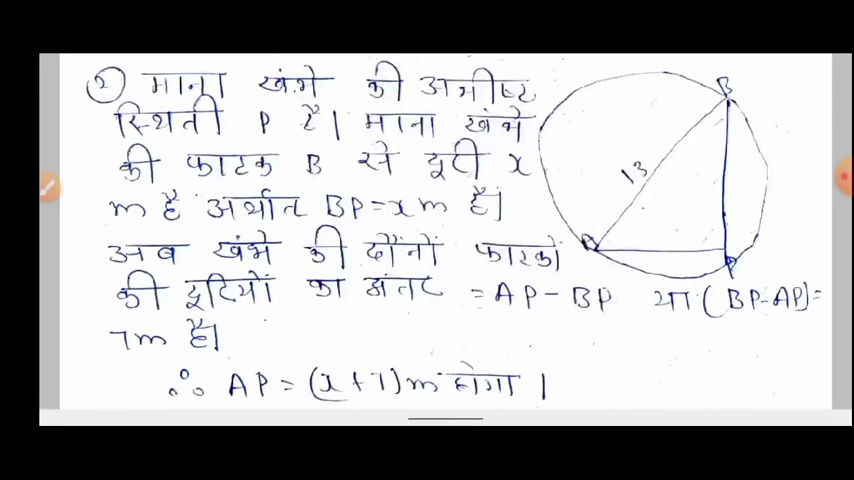 ② माना खंभे की अभीष्ट
स्थिती P है। माना खंभे
की फाटक B से दूरी x
m है अर्थात BP=x m है।
अब खंभे की दौंनों फाटकों
की दूरियों का अंतर = AP - BP या (BP-AP)=
7m है।
∴ AP = (x+7)m होगा।
B
13
A
P